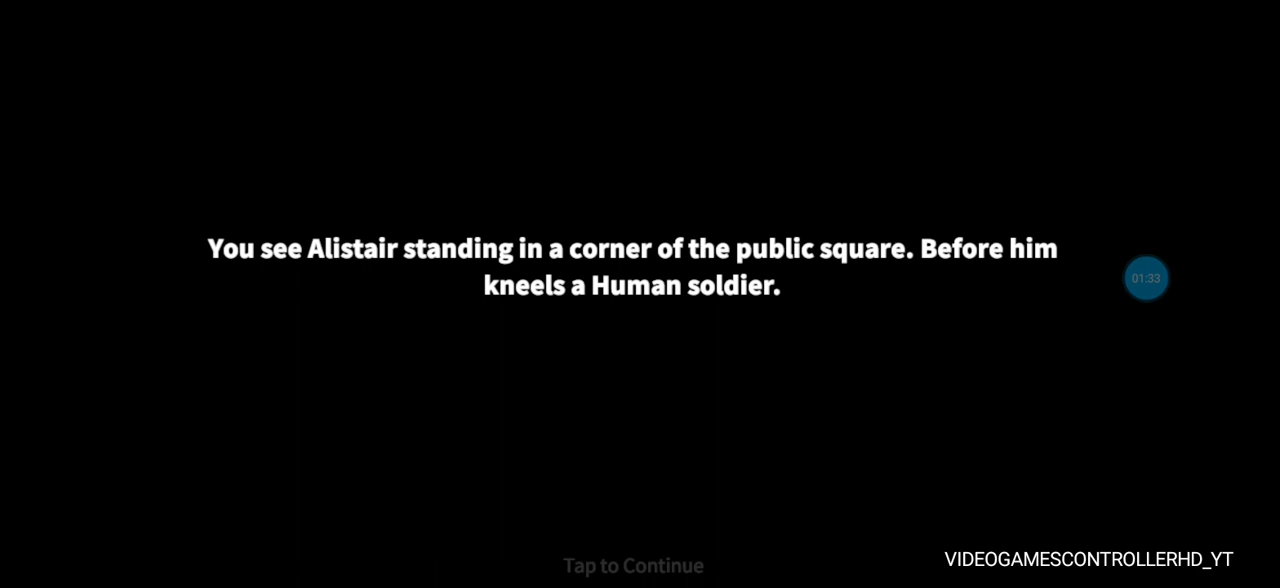 You see Alistair standing in a corner of the public square. Before him
kneels a Human soldier.
01:33
Tap to Continue
VIDEOGAMESCONTROLLERHD_YT